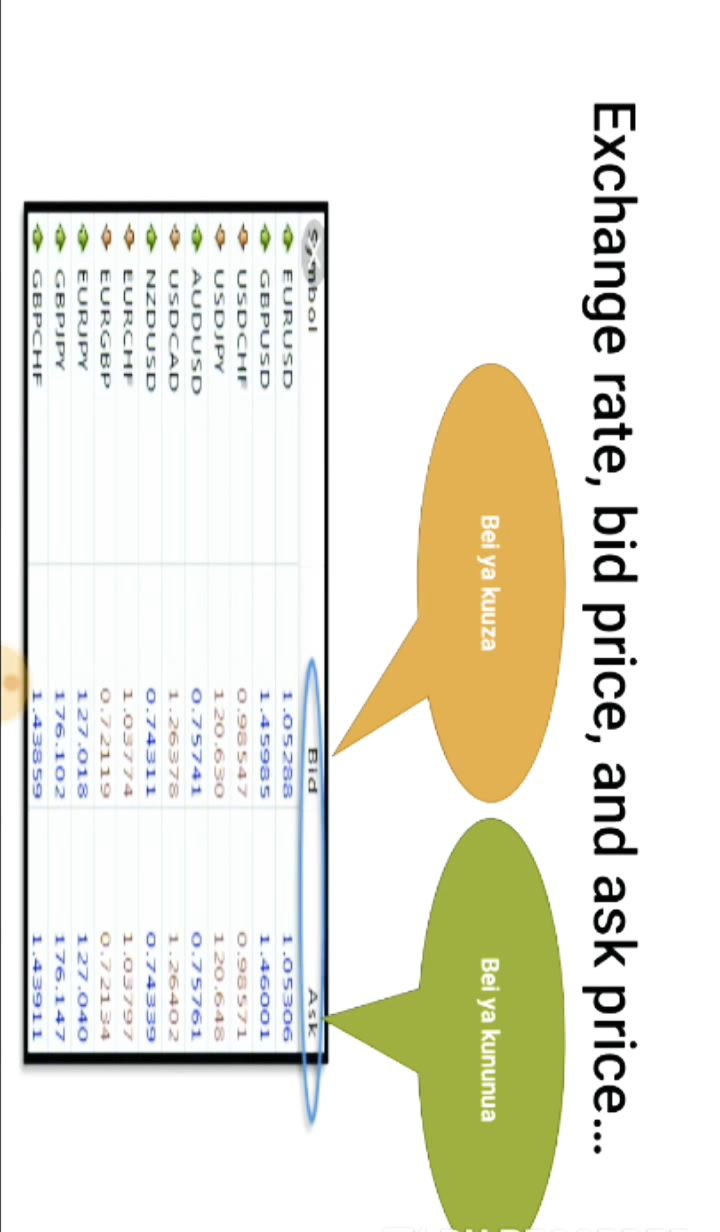 Exchange rate, bid price, and ask price...
Bei ya kuuza
Bei ya kununua
Symbol Bid Ask
EURUSD 1.05288 1.05306
GBPUSD 1.45985 1.46001
USDCHF 0.98547 0.98571
USDJPY 120.630 120.648
AUDUSD 0.75741 0.75761
USDCAD 1.26378 1.26402
NZDUSD 0.74311 0.74339
EURCHF 1.03774 1.03797
EURGBP 0.72119 0.72134
EURJPY 127.018 127.040
GBPJPY 176.102 176.147
GBPCHF 1.43859 1.43911